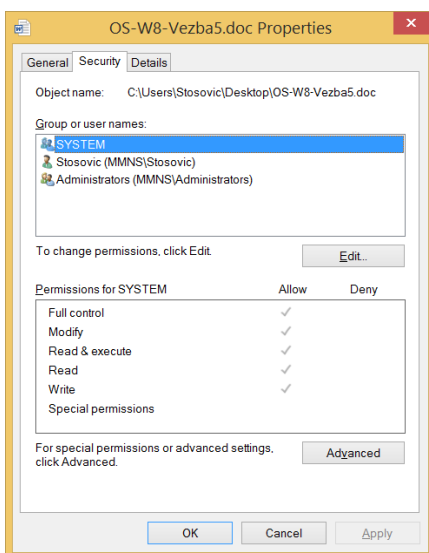 OS-W8-Vezba5.doc Properties
General Security Details
Object name: C:\Users\Stosovic\Desktop\OS-W8-Vezba5.doc
Group or user names:
SYSTEM
Stosovic (MMNS\Stosovic)
Administrators (MMNS\Administrators)
To change permissions, click Edit.
Edit...
Permissions for SYSTEM Allow Deny
Full control
Modify
Read & execute
Read
Write
Special permissions
For special permissions or advanced settings,
click Advanced.
Advanced
OK Cancel Apply